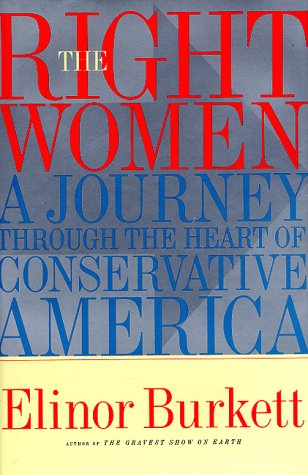 THE
RIGHT
WOMEN
A JOURNEY
THROUGH THE HEART OF
CONSERVATIVE
AMERICA
Elinor Burkett
AUTHOR OF THE GRAVEST SHOW ON EARTH